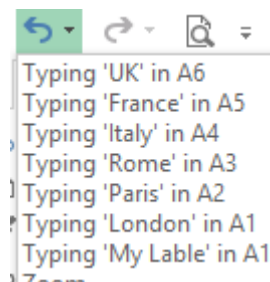 Typing 'UK' in A6
Typing 'France' in A5
Typing 'Italy' in A4
Typing 'Rome' in A3
Typing 'Paris' in A2
Typing 'London' in A1
Typing 'My Lable' in A1
Zoom